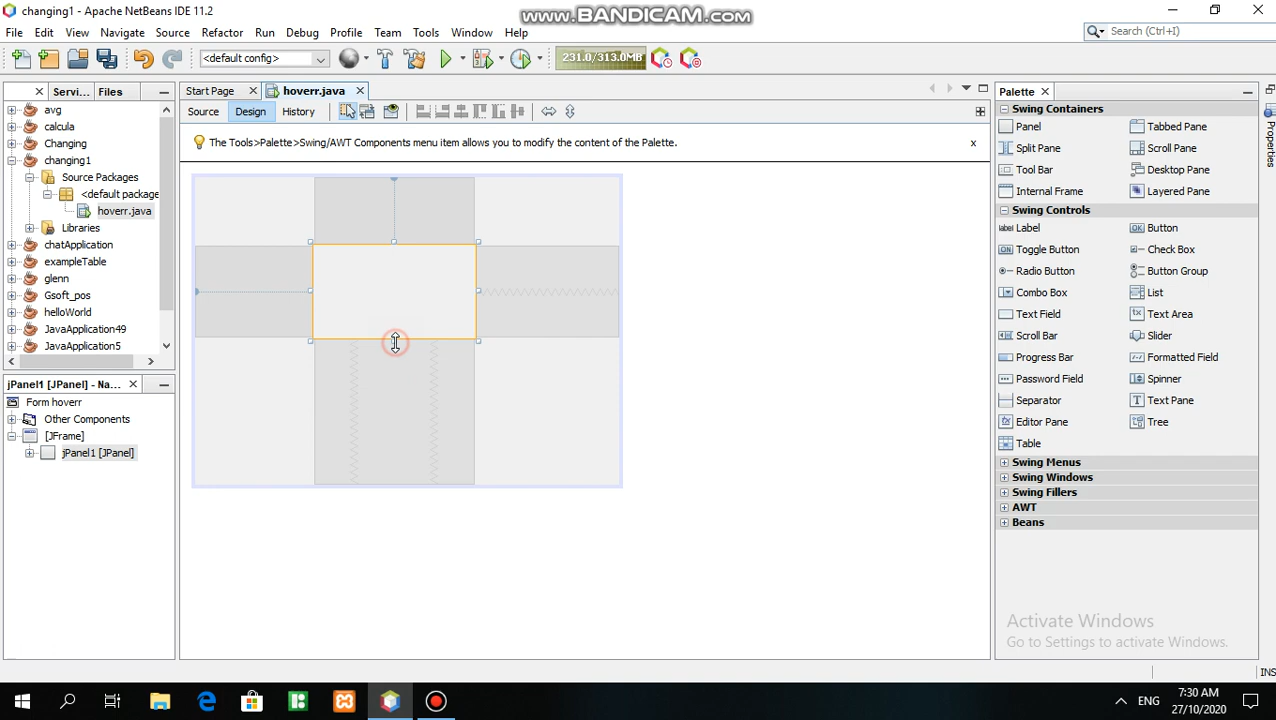 changing1 - Apache NetBeans IDE 11.2
www.BANDICAM.com
File Edit View Navigate Source Refactor Run Debug Profile Team Tools Window Help
Search (Ctrl+I)
<default config>
231.0/313.0MB
Servi... Files
Start Page hoverr.java
Palette
Source Design History
The Tools>Palette>Swing/AWT Components menu item allows you to modify the content of the Palette. x
avg
calcula
Changing
changing1
Source Packages
<default package
hoverr.java
Libraries
chatApplication
exampleTable
glenn
Gsoft_pos
helloWorld
JavaApplication49
JavaApplication5
jPanel1 [JPanel] - Na...
Form hoverr
Other Components
[JFrame]
jPanel1 [JPanel]
Swing Containers
Panel Tabbed Pane
Split Pane Scroll Pane
Tool Bar Desktop Pane
Internal Frame Layered Pane
Swing Controls
label Label OK Button
ON Toggle Button Check Box
Radio Button Button Group
Combo Box List
Text Field Text Area
Scroll Bar Slider
Progress Bar Formatted Field
Password Field Spinner
Separator Text Pane
Editor Pane Tree
Table
Swing Menus
Swing Windows
Swing Fillers
AWT
Beans
Properties
Activate Windows
Go to Settings to activate Windows.
INS
ENG
7:30 AM
27/10/2020